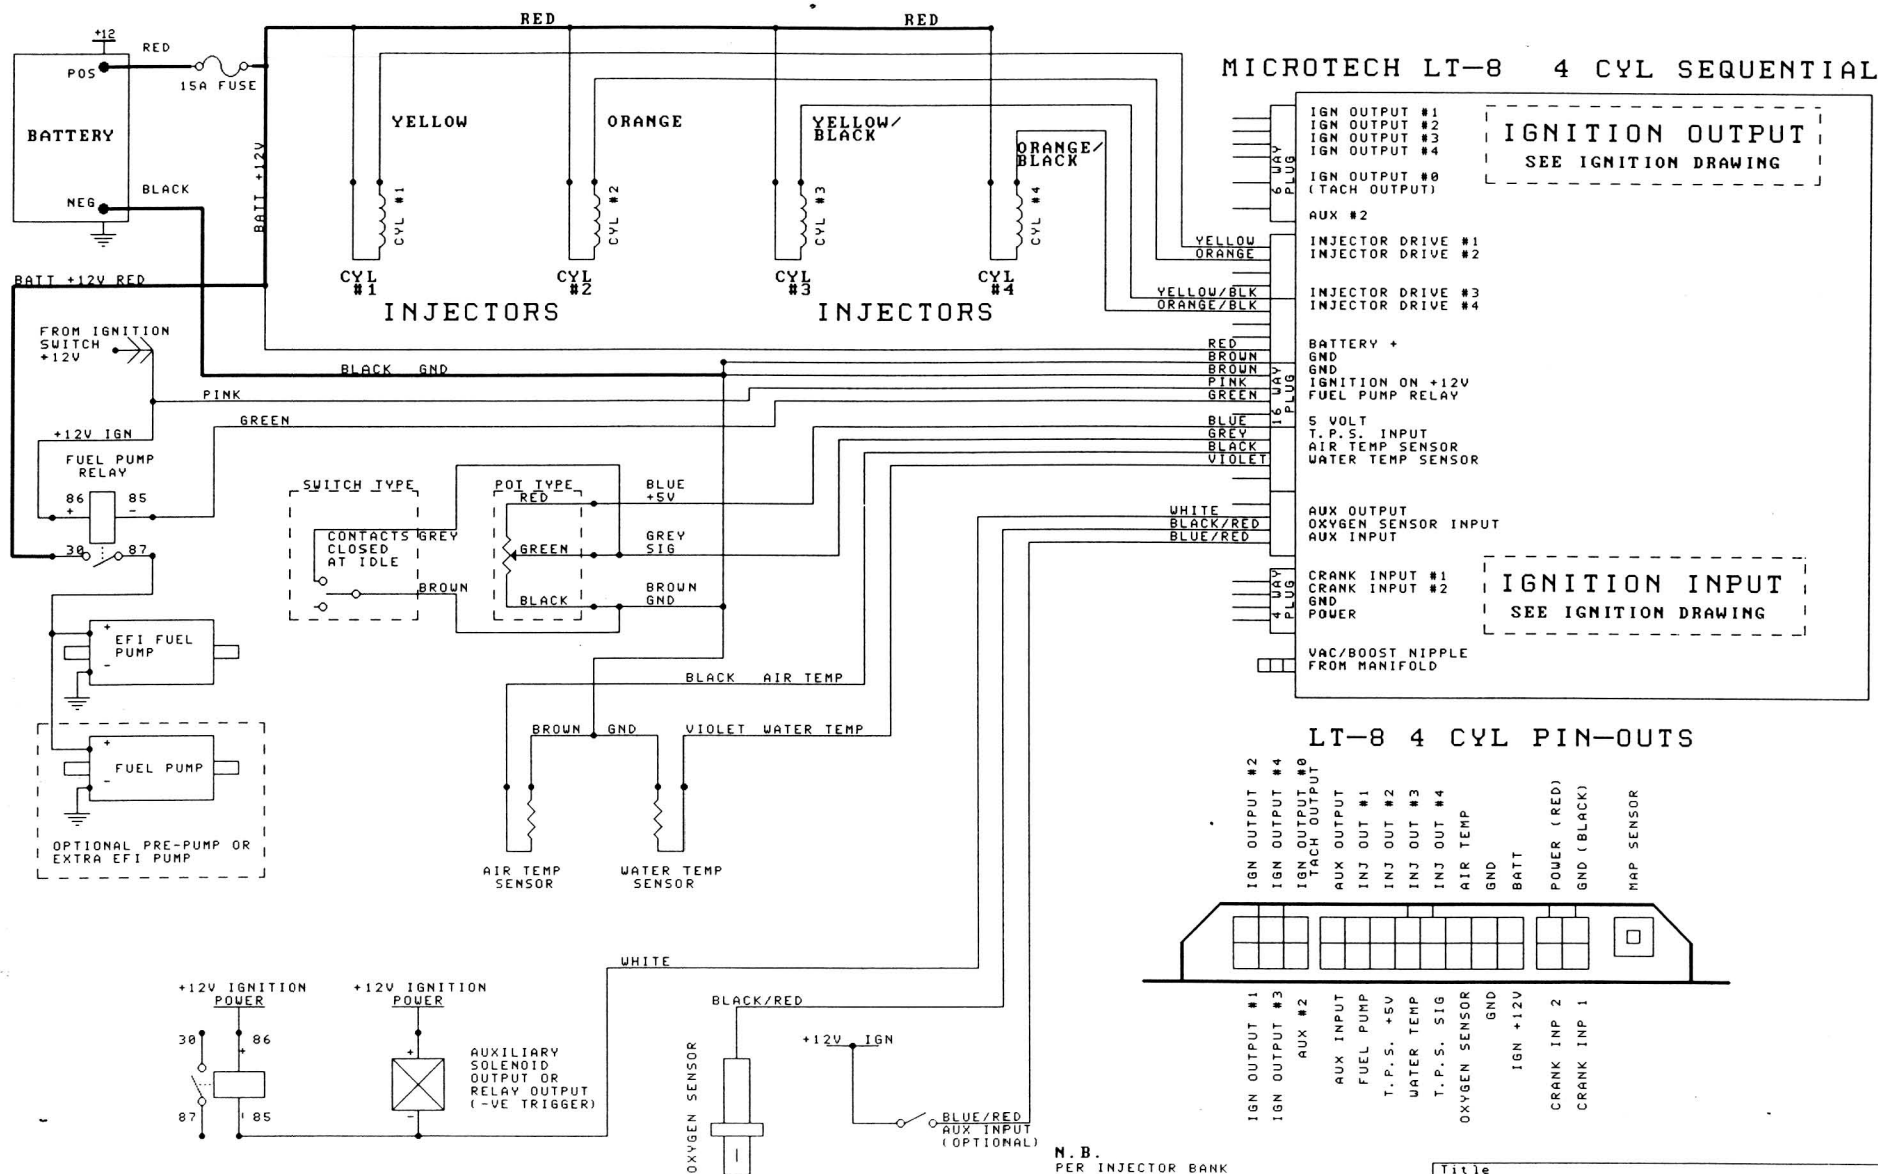 +12
RED
POS
15A FUSE
BATTERY
BLACK
NEG
BATT +12V
RED
RED
YELLOW
ORANGE
YELLOW/
BLACK
ORANGE/
BLACK
CYL #1
CYL #2
CYL #3
CYL #4
CYL
#1
CYL
#2
CYL
#3
CYL
#4
INJECTORS
INJECTORS
BATT +12V RED
FROM IGNITION
SWITCH
+12V
BLACK GND
PINK
GREEN
+12V IGN
FUEL PUMP
RELAY
86
85
+
-
30
87
+
EFI FUEL
PUMP
-
+
FUEL PUMP
-
OPTIONAL PRE-PUMP OR
EXTRA EFI PUMP
SWITCH TYPE
CONTACTS
CLOSED
AT IDLE
GREY
BROWN
POT TYPE
RED
GREEN
BLACK
BLUE
+5V
GREY
SIG
BROWN
GND
BLACK AIR TEMP
BROWN GND
VIOLET WATER TEMP
AIR TEMP
SENSOR
WATER TEMP
SENSOR
MICROTECH LT-8 4 CYL SEQUENTIAL
6 WAY
PLUG
IGN OUTPUT #1
IGN OUTPUT #2
IGN OUTPUT #3
IGN OUTPUT #4
IGN OUTPUT #0
(TACH OUTPUT)
AUX #2
IGNITION OUTPUT
SEE IGNITION DRAWING
YELLOW INJECTOR DRIVE #1
ORANGE INJECTOR DRIVE #2
YELLOW/BLK INJECTOR DRIVE #3
ORANGE/BLK INJECTOR DRIVE #4
RED BATTERY +
BROWN GND
BROWN GND
PINK IGNITION ON +12V
GREEN FUEL PUMP RELAY
16 WAY
PLUG
BLUE 5 VOLT
GREY T.P.S. INPUT
BLACK AIR TEMP SENSOR
VIOLET WATER TEMP SENSOR
WHITE AUX OUTPUT
BLACK/RED OXYGEN SENSOR INPUT
BLUE/RED AUX INPUT
4 WAY
PLUG
CRANK INPUT #1
CRANK INPUT #2
GND
POWER
IGNITION INPUT
SEE IGNITION DRAWING
VAC/BOOST NIPPLE
FROM MANIFOLD
LT-8 4 CYL PIN-OUTS
IGN OUTPUT #2
IGN OUTPUT #4
IGN OUTPUT #0
TACH OUTPUT
AUX OUTPUT
INJ OUT #1
INJ OUT #2
INJ OUT #3
INJ OUT #4
AIR TEMP
GND
BATT
POWER (RED)
GND (BLACK)
MAP SENSOR
IGN OUTPUT #1
IGN OUTPUT #3
AUX #2
AUX INPUT
FUEL PUMP
T.P.S. +5V
WATER TEMP
T.P.S. SIG
OXYGEN SENSOR
GND
IGN +12V
CRANK INP 2
CRANK INP 1
WHITE
+12V IGNITION
POWER
30
86
+
87
-
85
+12V IGNITION
POWER
+
-
AUXILIARY
SOLENOID
OUTPUT OR
RELAY OUTPUT
(-VE TRIGGER)
BLACK/RED
OXYGEN SENSOR
+12V IGN
BLUE/RED
AUX INPUT
(OPTIONAL)
N.B.
PER INJECTOR BANK
Title